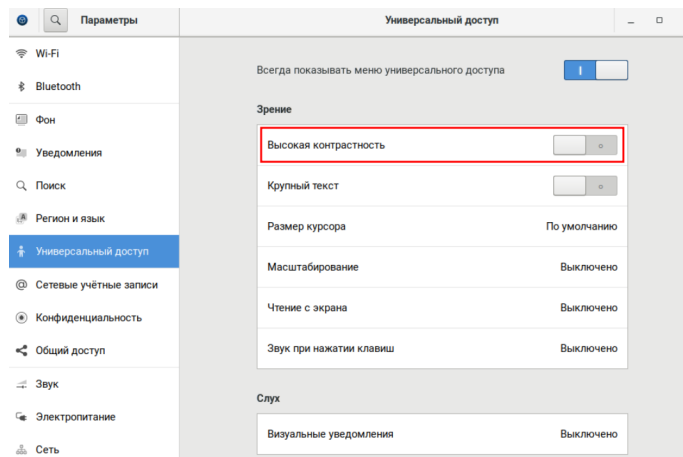 Параметры
Универсальный доступ
Wi-Fi
Bluetooth
Фон
Уведомления
Поиск
Регион и язык
Универсальный доступ
Сетевые учётные записи
Конфиденциальность
Общий доступ
Звук
Электропитание
Сеть
Всегда показывать меню универсального доступа
Зрение
Высокая контрастность
Крупный текст
Размер курсора По умолчанию
Масштабирование Выключено
Чтение с экрана Выключено
Звук при нажатии клавиш Выключено
Слух
Визуальные уведомления Выключено